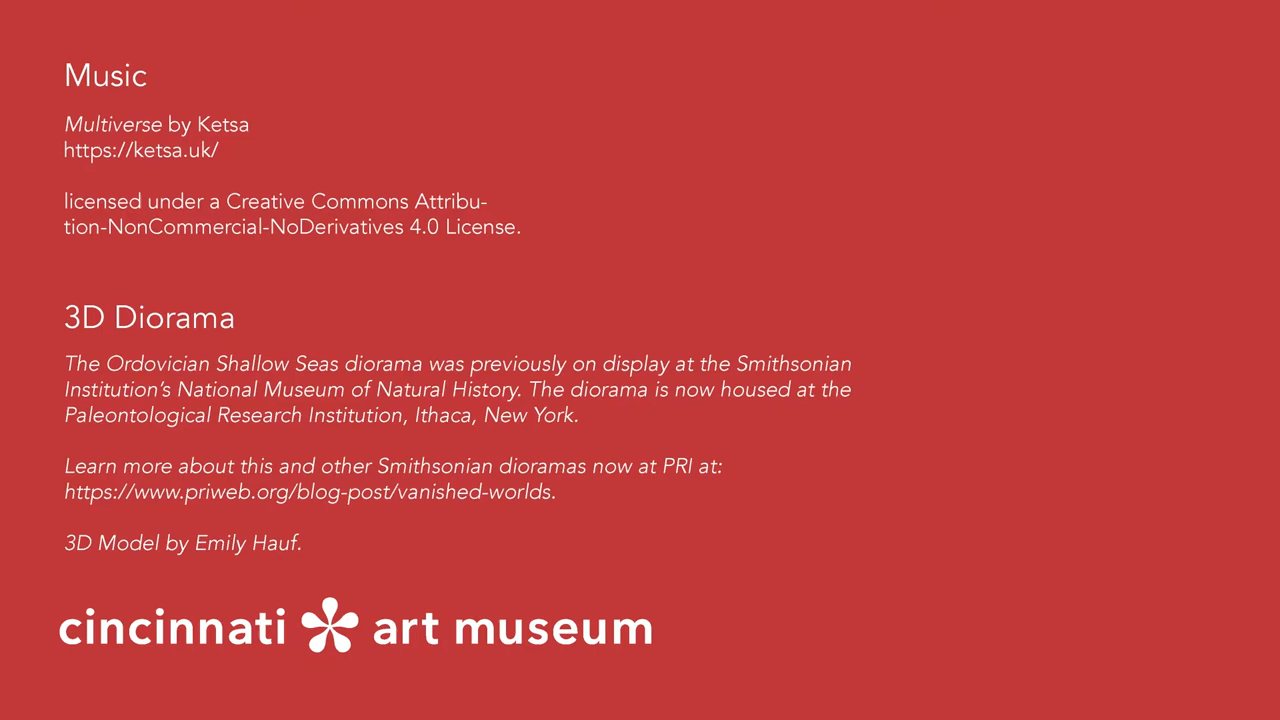 Music
Multiverse by Ketsa
https://ketsa.uk/
licensed under a Creative Commons Attribu-
tion-NonCommercial-NoDerivatives 4.0 License.
3D Diorama
The Ordovician Shallow Seas diorama was previously on display at the Smithsonian
Institution’s National Museum of Natural History. The diorama is now housed at the
Paleontological Research Institution, Ithaca, New York.
Learn more about this and other Smithsonian dioramas now at PRI at:
https://www.priweb.org/blog-post/vanished-worlds.
3D Model by Emily Hauf.
cincinnati art museum